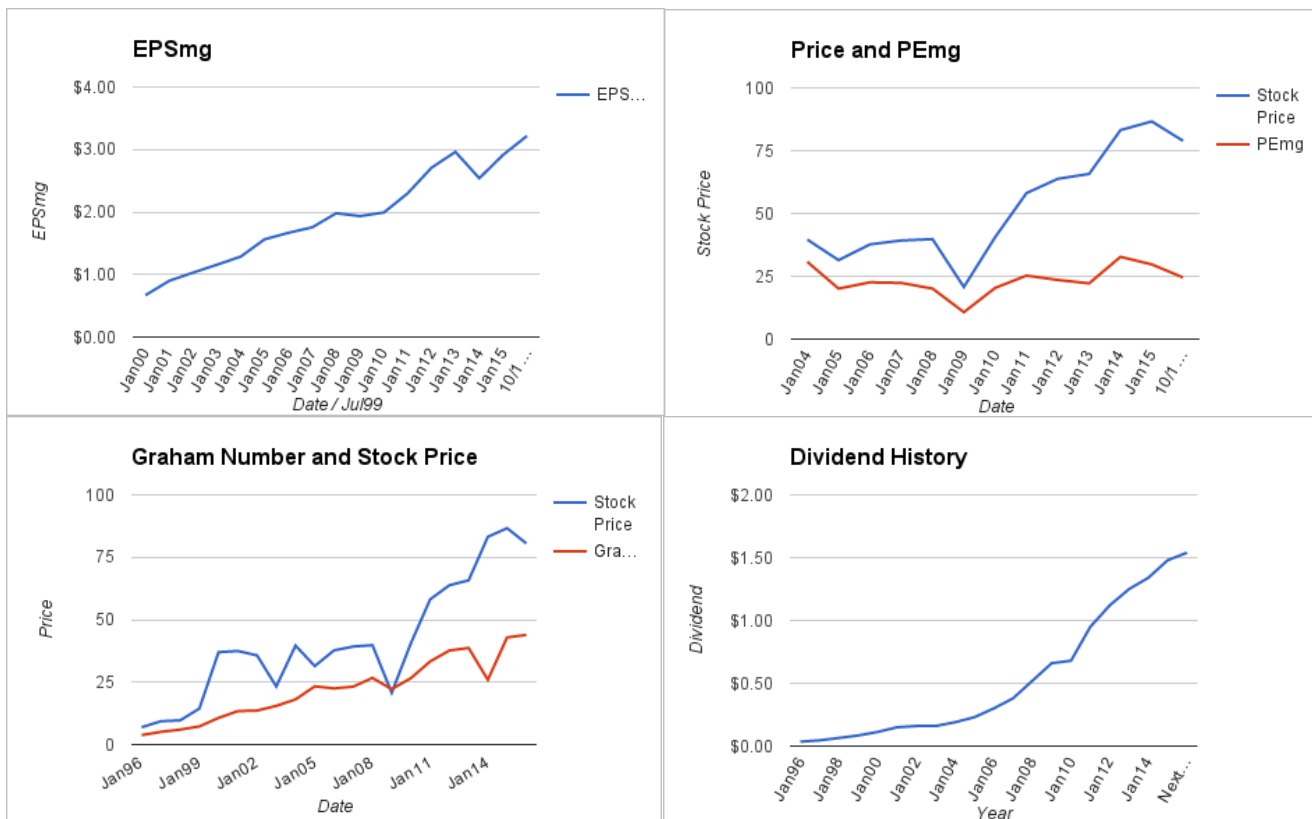 EPSmg
$4.00
$3.00
$2.00
$1.00
$0.00
EPSmg
EPS...
Jan00
Jan01
Jan02
Jan03
Jan04
Jan05
Jan06
Jan07
Jan08
Jan09
Jan10
Jan11
Jan12
Jan13
Jan14
Jan15
10/1 ...
Date / Jul99
Price and PEmg
100
75
50
25
0
Stock Price
Stock
Price
PEmg
Jan04
Jan05
Jan06
Jan07
Jan08
Jan09
Jan10
Jan11
Jan12
Jan13
Jan14
Jan15
10/1 ...
Date
Graham Number and Stock Price
100
75
50
25
0
Price
Stock
Price
Gra...
Jan96
Jan99
Jan02
Jan05
Jan08
Jan11
Jan14
Date
Dividend History
$2.00
$1.50
$1.00
$0.50
$0.00
Dividend
Jan96
Jan98
Jan00
Jan02
Jan04
Jan06
Jan08
Jan10
Jan12
Jan14
Next...
Year